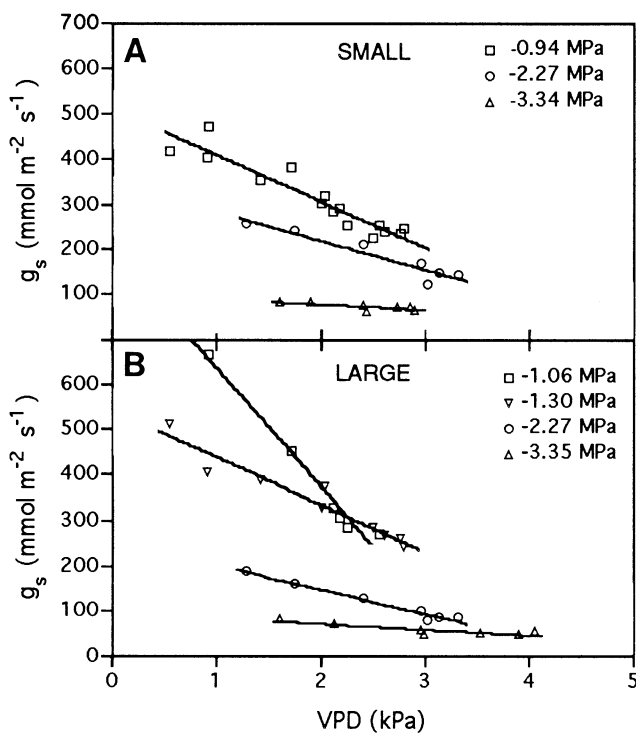 700
A
SMALL
-0.94 MPa
600
-2.27 MPa
-3.34 MPa
500
400
300
200
100
gs (mmol m-2 s-1)
B
LARGE
-1.06 MPa
600
-1.30 MPa
-2.27 MPa
500
-3.35 MPa
400
300
200
100
0
gs (mmol m-2 s-1)
0 1 2 3 4 5
VPD (kPa)